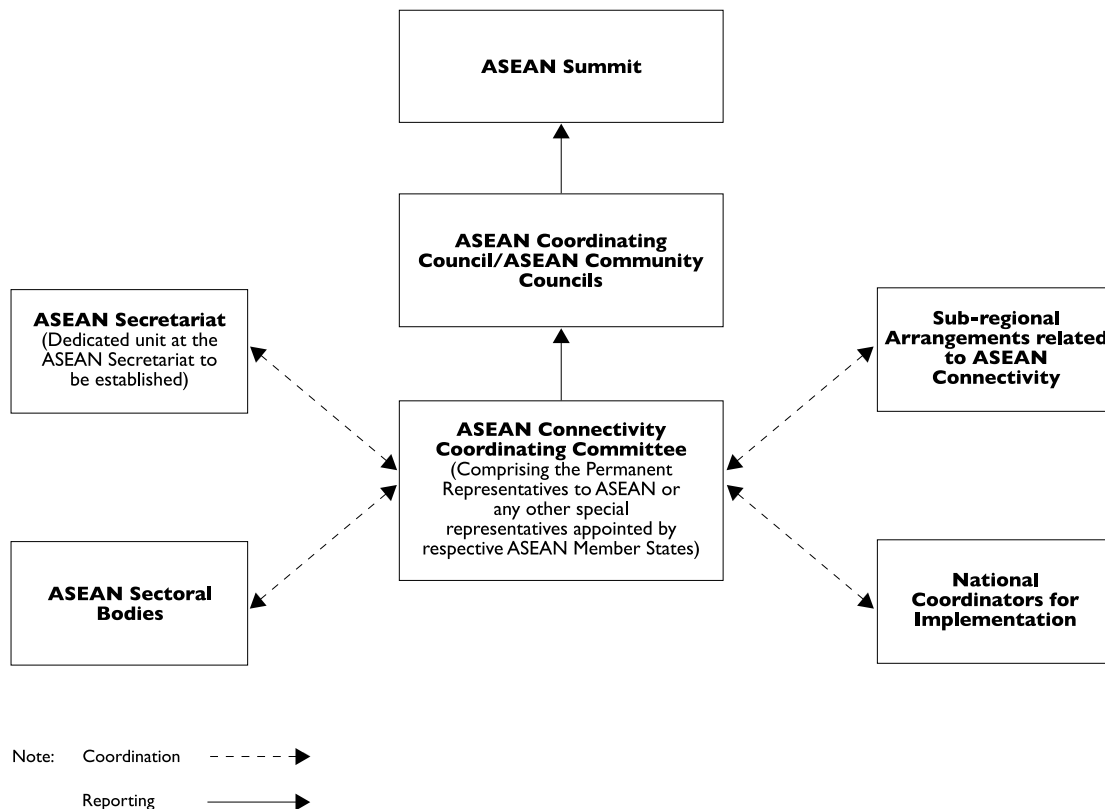 ASEAN Summit
ASEAN Coordinating
Council/ASEAN Community
Councils
ASEAN Secretariat
(Dedicated unit at the
ASEAN Secretariat to
be established)
Sub-regional
Arrangements related
to ASEAN
Connectivity
ASEAN Connectivity
Coordinating Committee
(Comprising the Permanent
Representatives to ASEAN or
any other special
representatives appointed by
respective ASEAN Member States)
ASEAN Sectoral
Bodies
National
Coordinators for
Implementation
Note: Coordination
Reporting